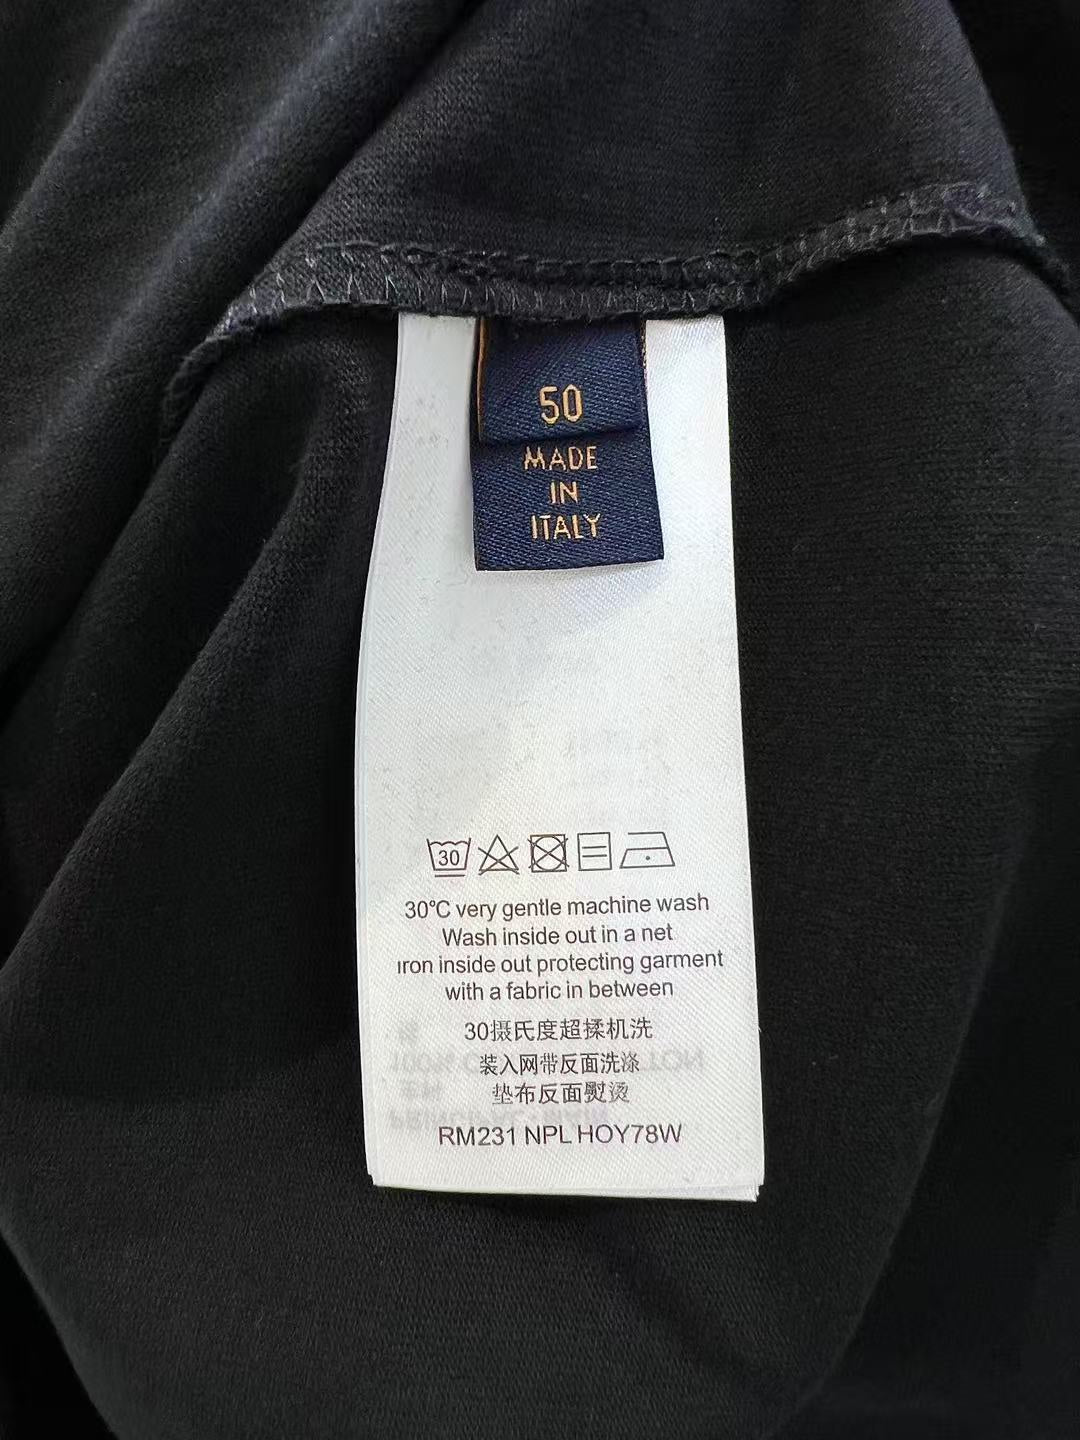 50
MADE
IN
ITALY
30
30°C very gentle machine wash
Wash inside out in a net
iron inside out protecting garment
with a fabric in between
30摄氏度超揉机洗
装入网带反面洗涤
垫布反面熨烫
RM231 NPL HOY78W